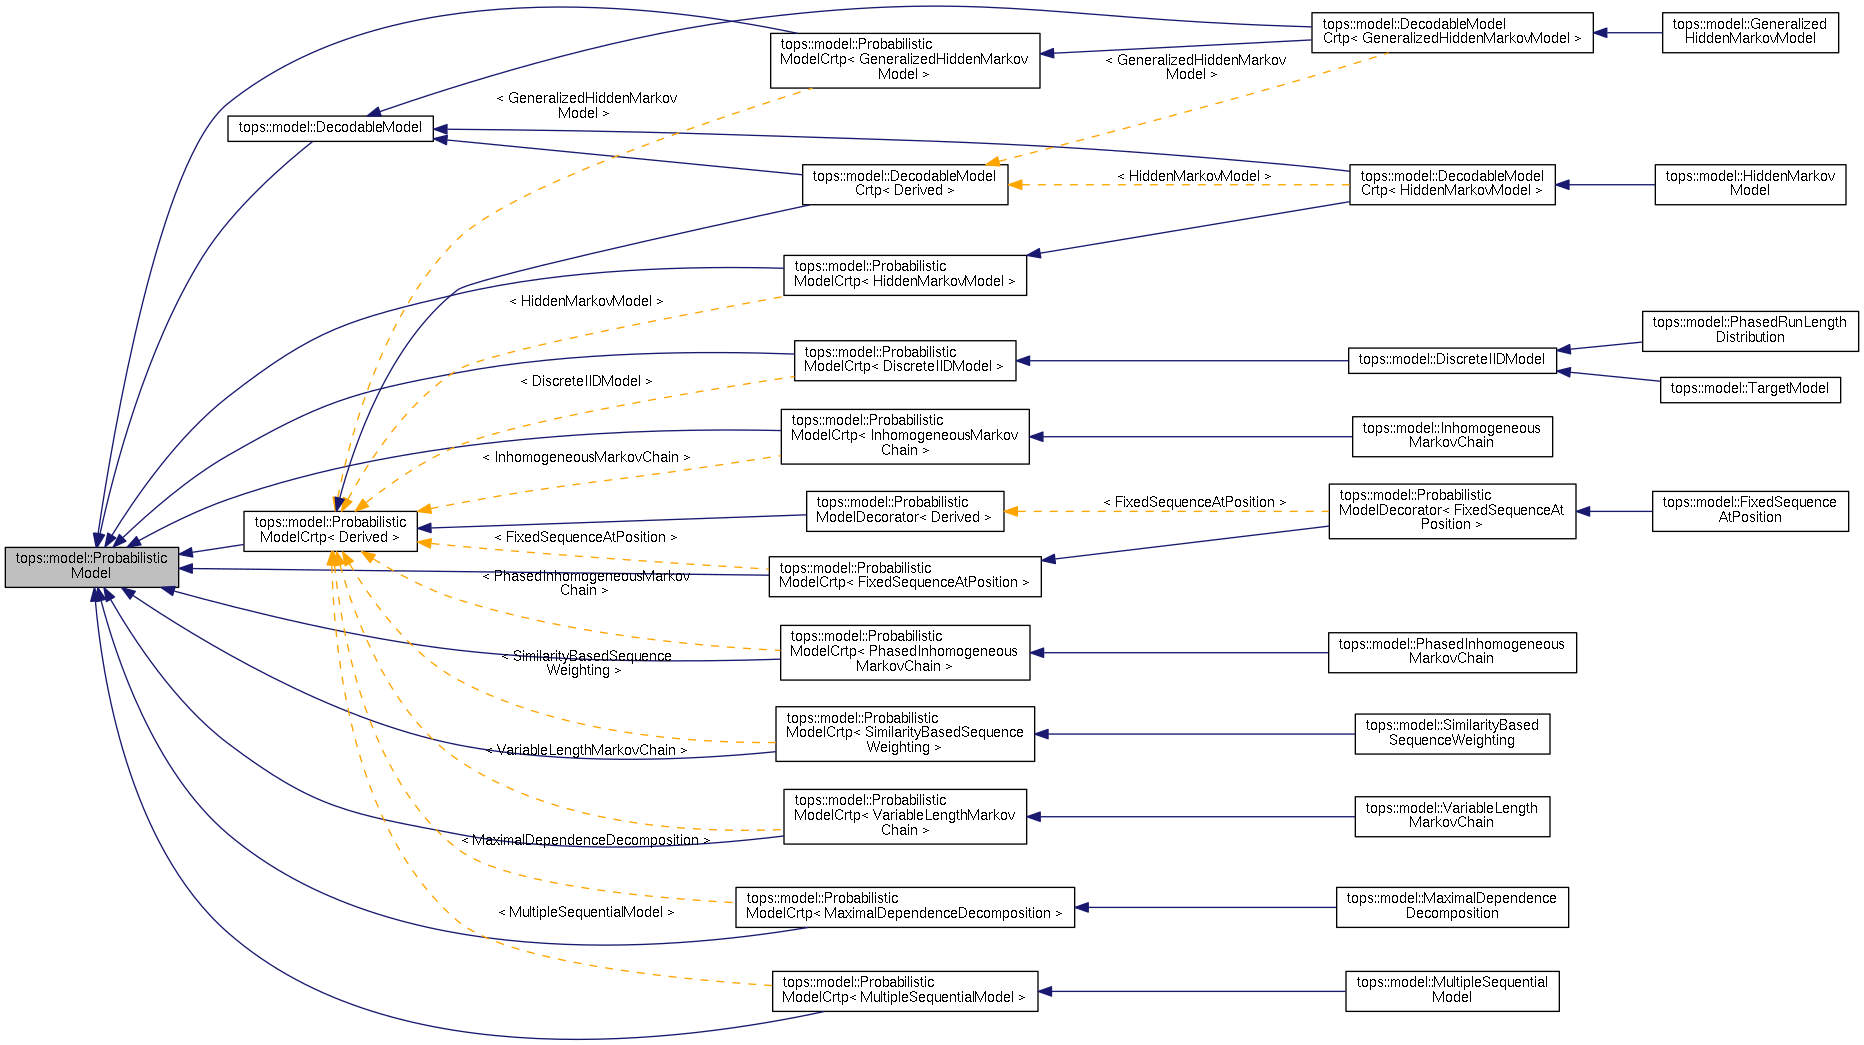 tops::model::Probabilistic
Model
tops::model::DecodableModel
tops::model::Probabilistic
ModelCrtp< Derived >
< GeneralizedHiddenMarkov
Model >
< HiddenMarkovModel >
< DiscreteIIDModel >
< InhomogeneousMarkovChain >
< FixedSequenceAtPosition >
< PhasedInhomogeneousMarkov
Chain >
< SimilarityBasedSequence
Weighting >
< VariableLengthMarkovChain >
< MaximalDependenceDecomposition >
< MultipleSequentialModel >
tops::model::Probabilistic
ModelCrtp< GeneralizedHiddenMarkov
Model >
tops::model::DecodableModel
Crtp< Derived >
tops::model::Probabilistic
ModelCrtp< HiddenMarkovModel >
tops::model::Probabilistic
ModelCrtp< DiscreteIIDModel >
tops::model::Probabilistic
ModelCrtp< InhomogeneousMarkov
Chain >
tops::model::Probabilistic
ModelDecorator< Derived >
tops::model::Probabilistic
ModelCrtp< FixedSequenceAtPosition >
tops::model::Probabilistic
ModelCrtp< PhasedInhomogeneous
MarkovChain >
tops::model::Probabilistic
ModelCrtp< SimilarityBasedSequence
Weighting >
tops::model::Probabilistic
ModelCrtp< VariableLengthMarkov
Chain >
tops::model::Probabilistic
ModelCrtp< MaximalDependenceDecomposition >
tops::model::Probabilistic
ModelCrtp< MultipleSequentialModel >
< GeneralizedHiddenMarkov
Model >
< HiddenMarkovModel >
< FixedSequenceAtPosition >
tops::model::DecodableModel
Crtp< GeneralizedHiddenMarkovModel >
tops::model::DecodableModel
Crtp< HiddenMarkovModel >
tops::model::DiscreteIIDModel
tops::model::Inhomogeneous
MarkovChain
tops::model::Probabilistic
ModelDecorator< FixedSequenceAt
Position >
tops::model::PhasedInhomogeneous
MarkovChain
tops::model::SimilarityBased
SequenceWeighting
tops::model::VariableLength
MarkovChain
tops::model::MaximalDependence
Decomposition
tops::model::MultipleSequential
Model
tops::model::Generalized
HiddenMarkovModel
tops::model::HiddenMarkov
Model
tops::model::PhasedRunLength
Distribution
tops::model::TargetModel
tops::model::FixedSequence
AtPosition